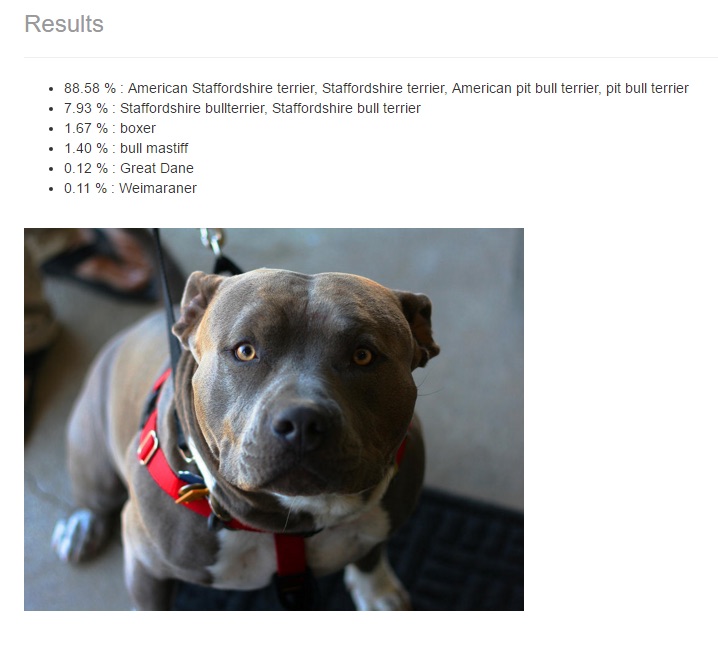 Results
88.58 % : American Staffordshire terrier, Staffordshire terrier, American pit bull terrier, pit bull terrier
7.93 % : Staffordshire bullterrier, Staffordshire bull terrier
1.67 % : boxer
1.40 % : bull mastiff
0.12 % : Great Dane
0.11 % : Weimaraner